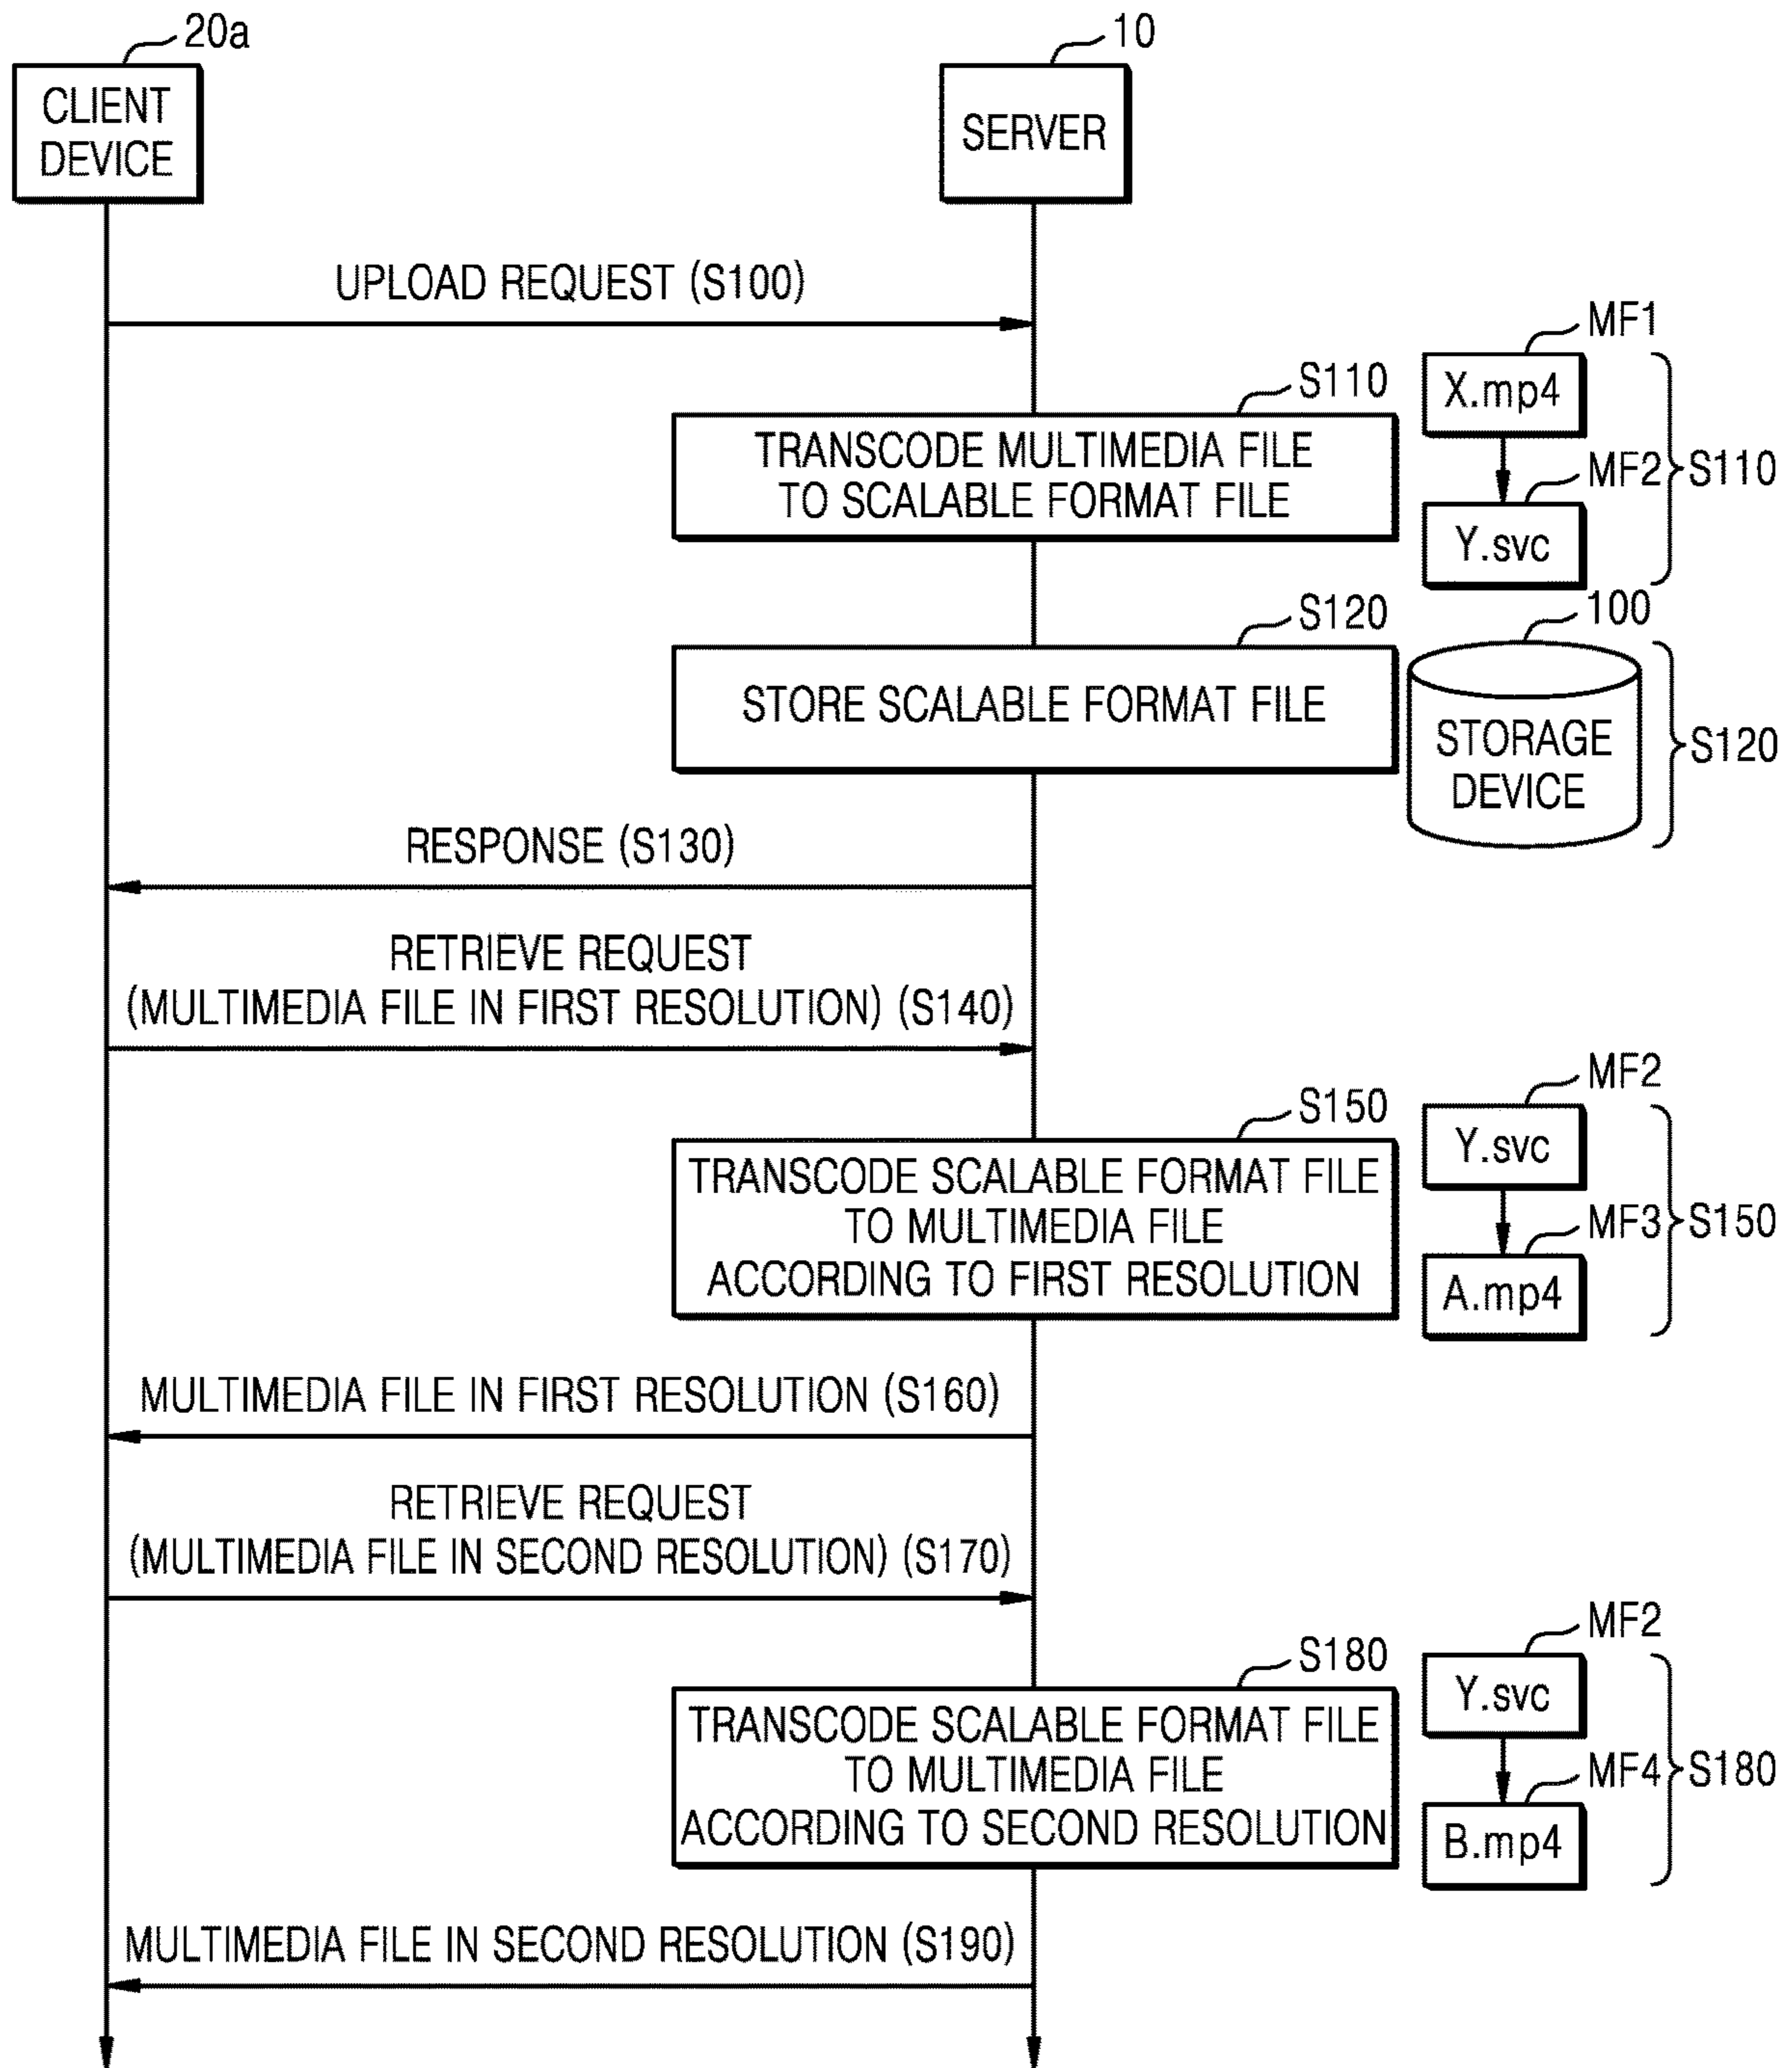 20a
10
CLIENT
DEVICE
SERVER
UPLOAD REQUEST (S100)
MF1
X.mp4
S110
TRANSCODE MULTIMEDIA FILE
TO SCALABLE FORMAT FILE
MF2
S110
Y.svc
S120
100
STORE SCALABLE FORMAT FILE
STORAGE
DEVICE
S120
RESPONSE (S130)
RETRIEVE REQUEST
(MULTIMEDIA FILE IN FIRST RESOLUTION) (S140)
MF2
S150
Y.svc
TRANSCODE SCALABLE FORMAT FILE
TO MULTIMEDIA FILE
ACCORDING TO FIRST RESOLUTION
MF3
S150
A.mp4
MULTIMEDIA FILE IN FIRST RESOLUTION (S160)
RETRIEVE REQUEST
(MULTIMEDIA FILE IN SECOND RESOLUTION) (S170)
MF2
S180
Y.svc
TRANSCODE SCALABLE FORMAT FILE
TO MULTIMEDIA FILE
ACCORDING TO SECOND RESOLUTION
MF4
S180
B.mp4
MULTIMEDIA FILE IN SECOND RESOLUTION (S190)